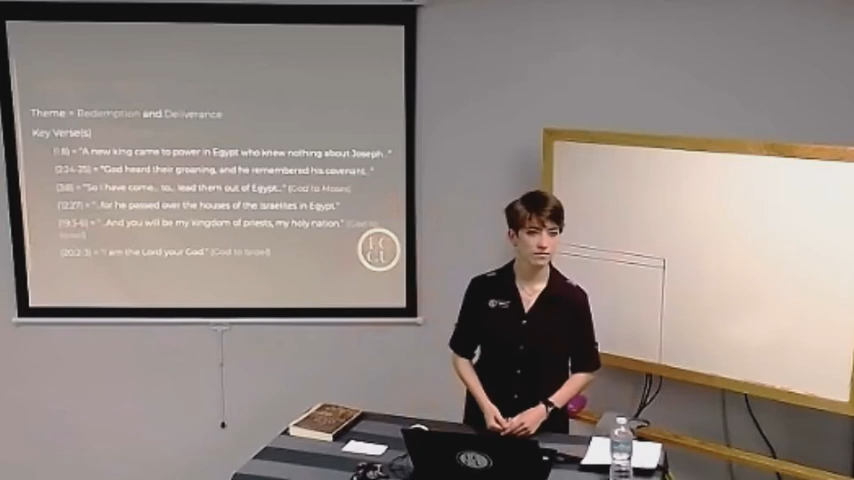 Theme = Redemption and Deliverance
Key Verse(s)
(1:8) = "A new king came to power in Egypt who knew nothing about Joseph.."
(2:24-25) = "God heard their groaning, and he remembered his covenant.."
(3:8) = "So I have come.. to.. lead them out of Egypt.." (God to Moses)
(12:27) = "..for he passed over the houses of the Israelites in Egypt."
(19:5-6) = "..And you will be my kingdom of priests, my holy nation." (God to
Israel)
(20:2-3) = "I am the Lord your God." (God to Israel)